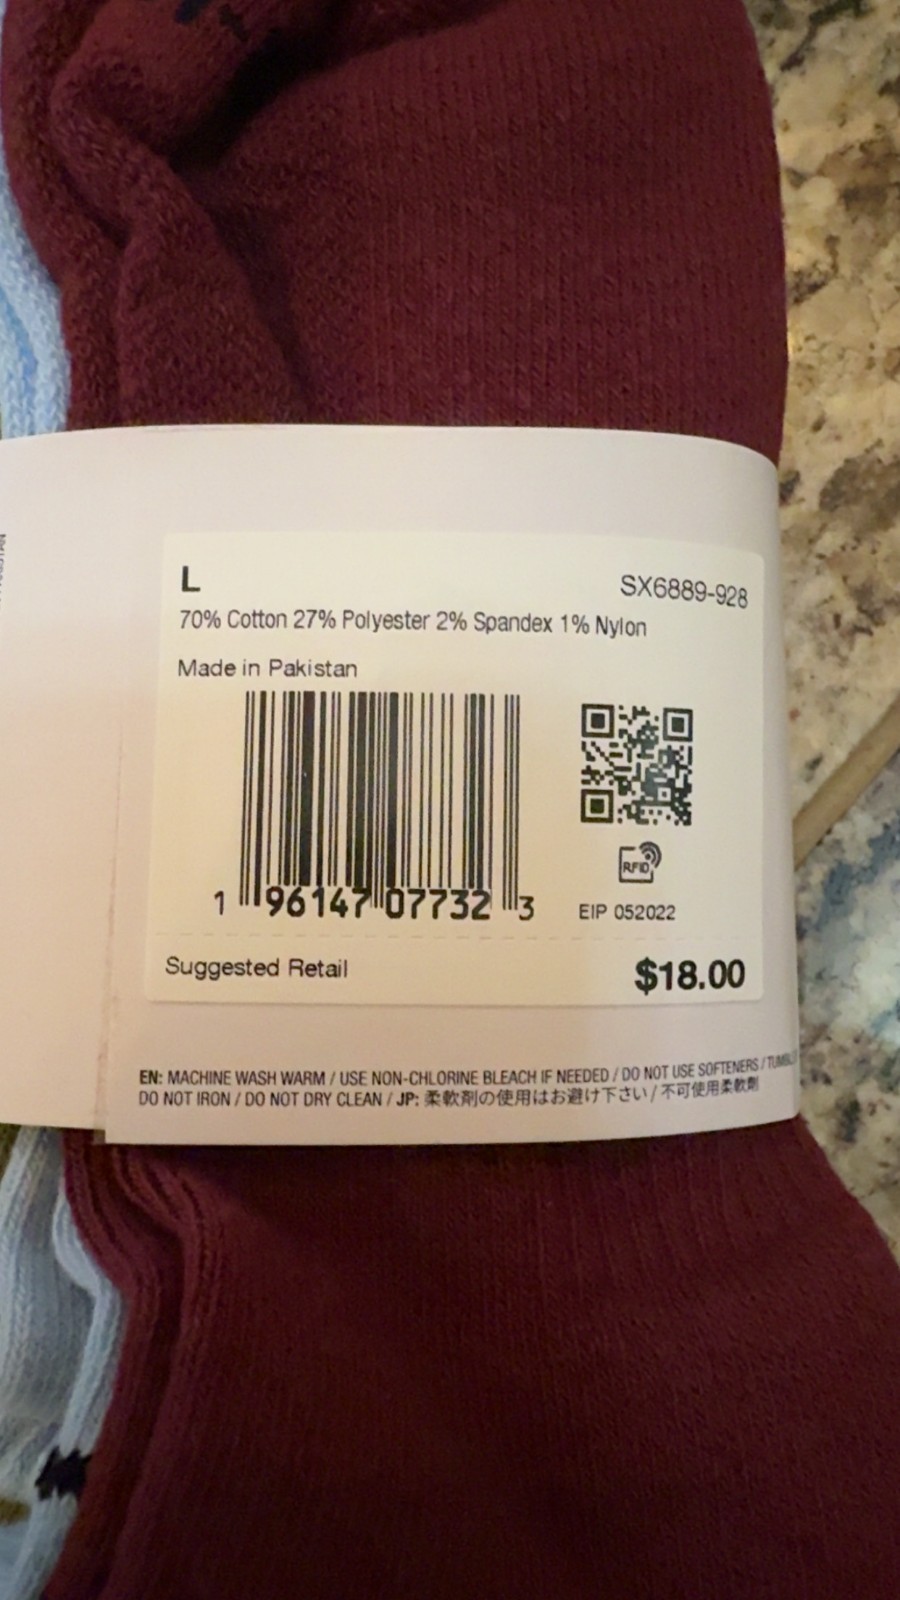 L
SX6889-928
70% Cotton 27% Polyester 2% Spandex 1% Nylon
Made in Pakistan
RFID
1 96147 07732 3
EIP 052022
Suggested Retail
$18.00
EN: MACHINE WASH WARM / USE NON-CHLORINE BLEACH IF NEEDED / DO NOT USE SOFTENERS /
DO NOT IRON / DO NOT DRY CLEAN / JP: 柔軟剤の使用はお避け下さい / 不可使用柔軟劑